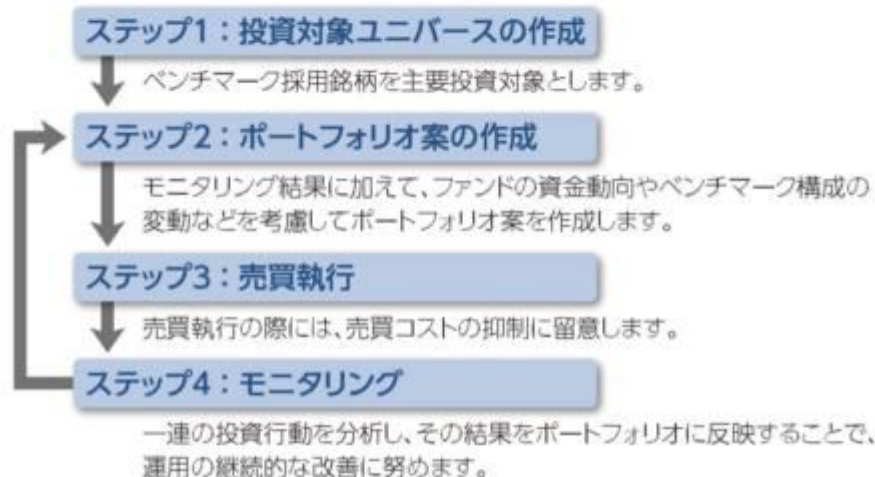 ステップ1：投資対象ユニバースの作成
ベンチマーク採用銘柄を主要投資対象とします。
ステップ2：ポートフォリオ案の作成
モニタリング結果に加えて、ファンドの資金動向やベンチマーク構成の
変動などを考慮してポートフォリオ案を作成します。
ステップ3：売買執行
売買執行の際には、売買コストの抑制に留意します。
ステップ4：モニタリング
一連の投資行動を分析し、その結果をポートフォリオに反映することで、
運用の継続的な改善に努めます。